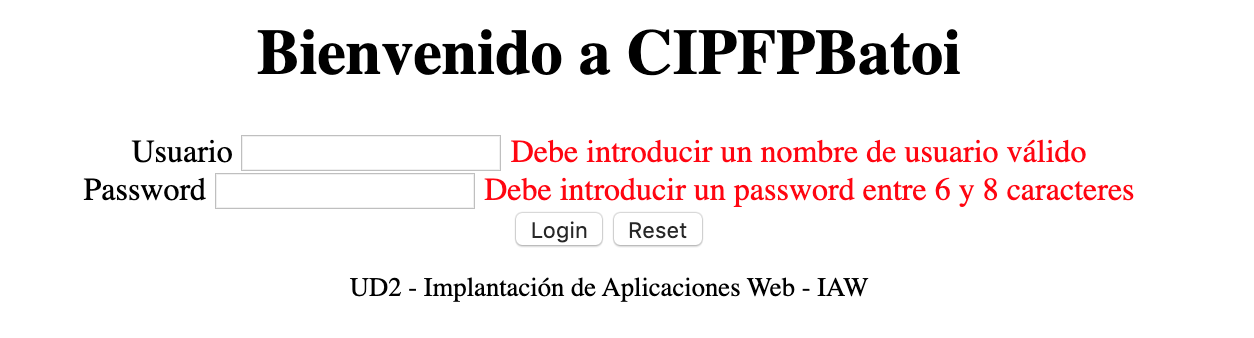 Bienvenido a CIPFPBatoi
Usuario Debe introducir un nombre de usuario válido
Password Debe introducir un password entre 6 y 8 caracteres
Login Reset
UD2 - Implantación de Aplicaciones Web - IAW